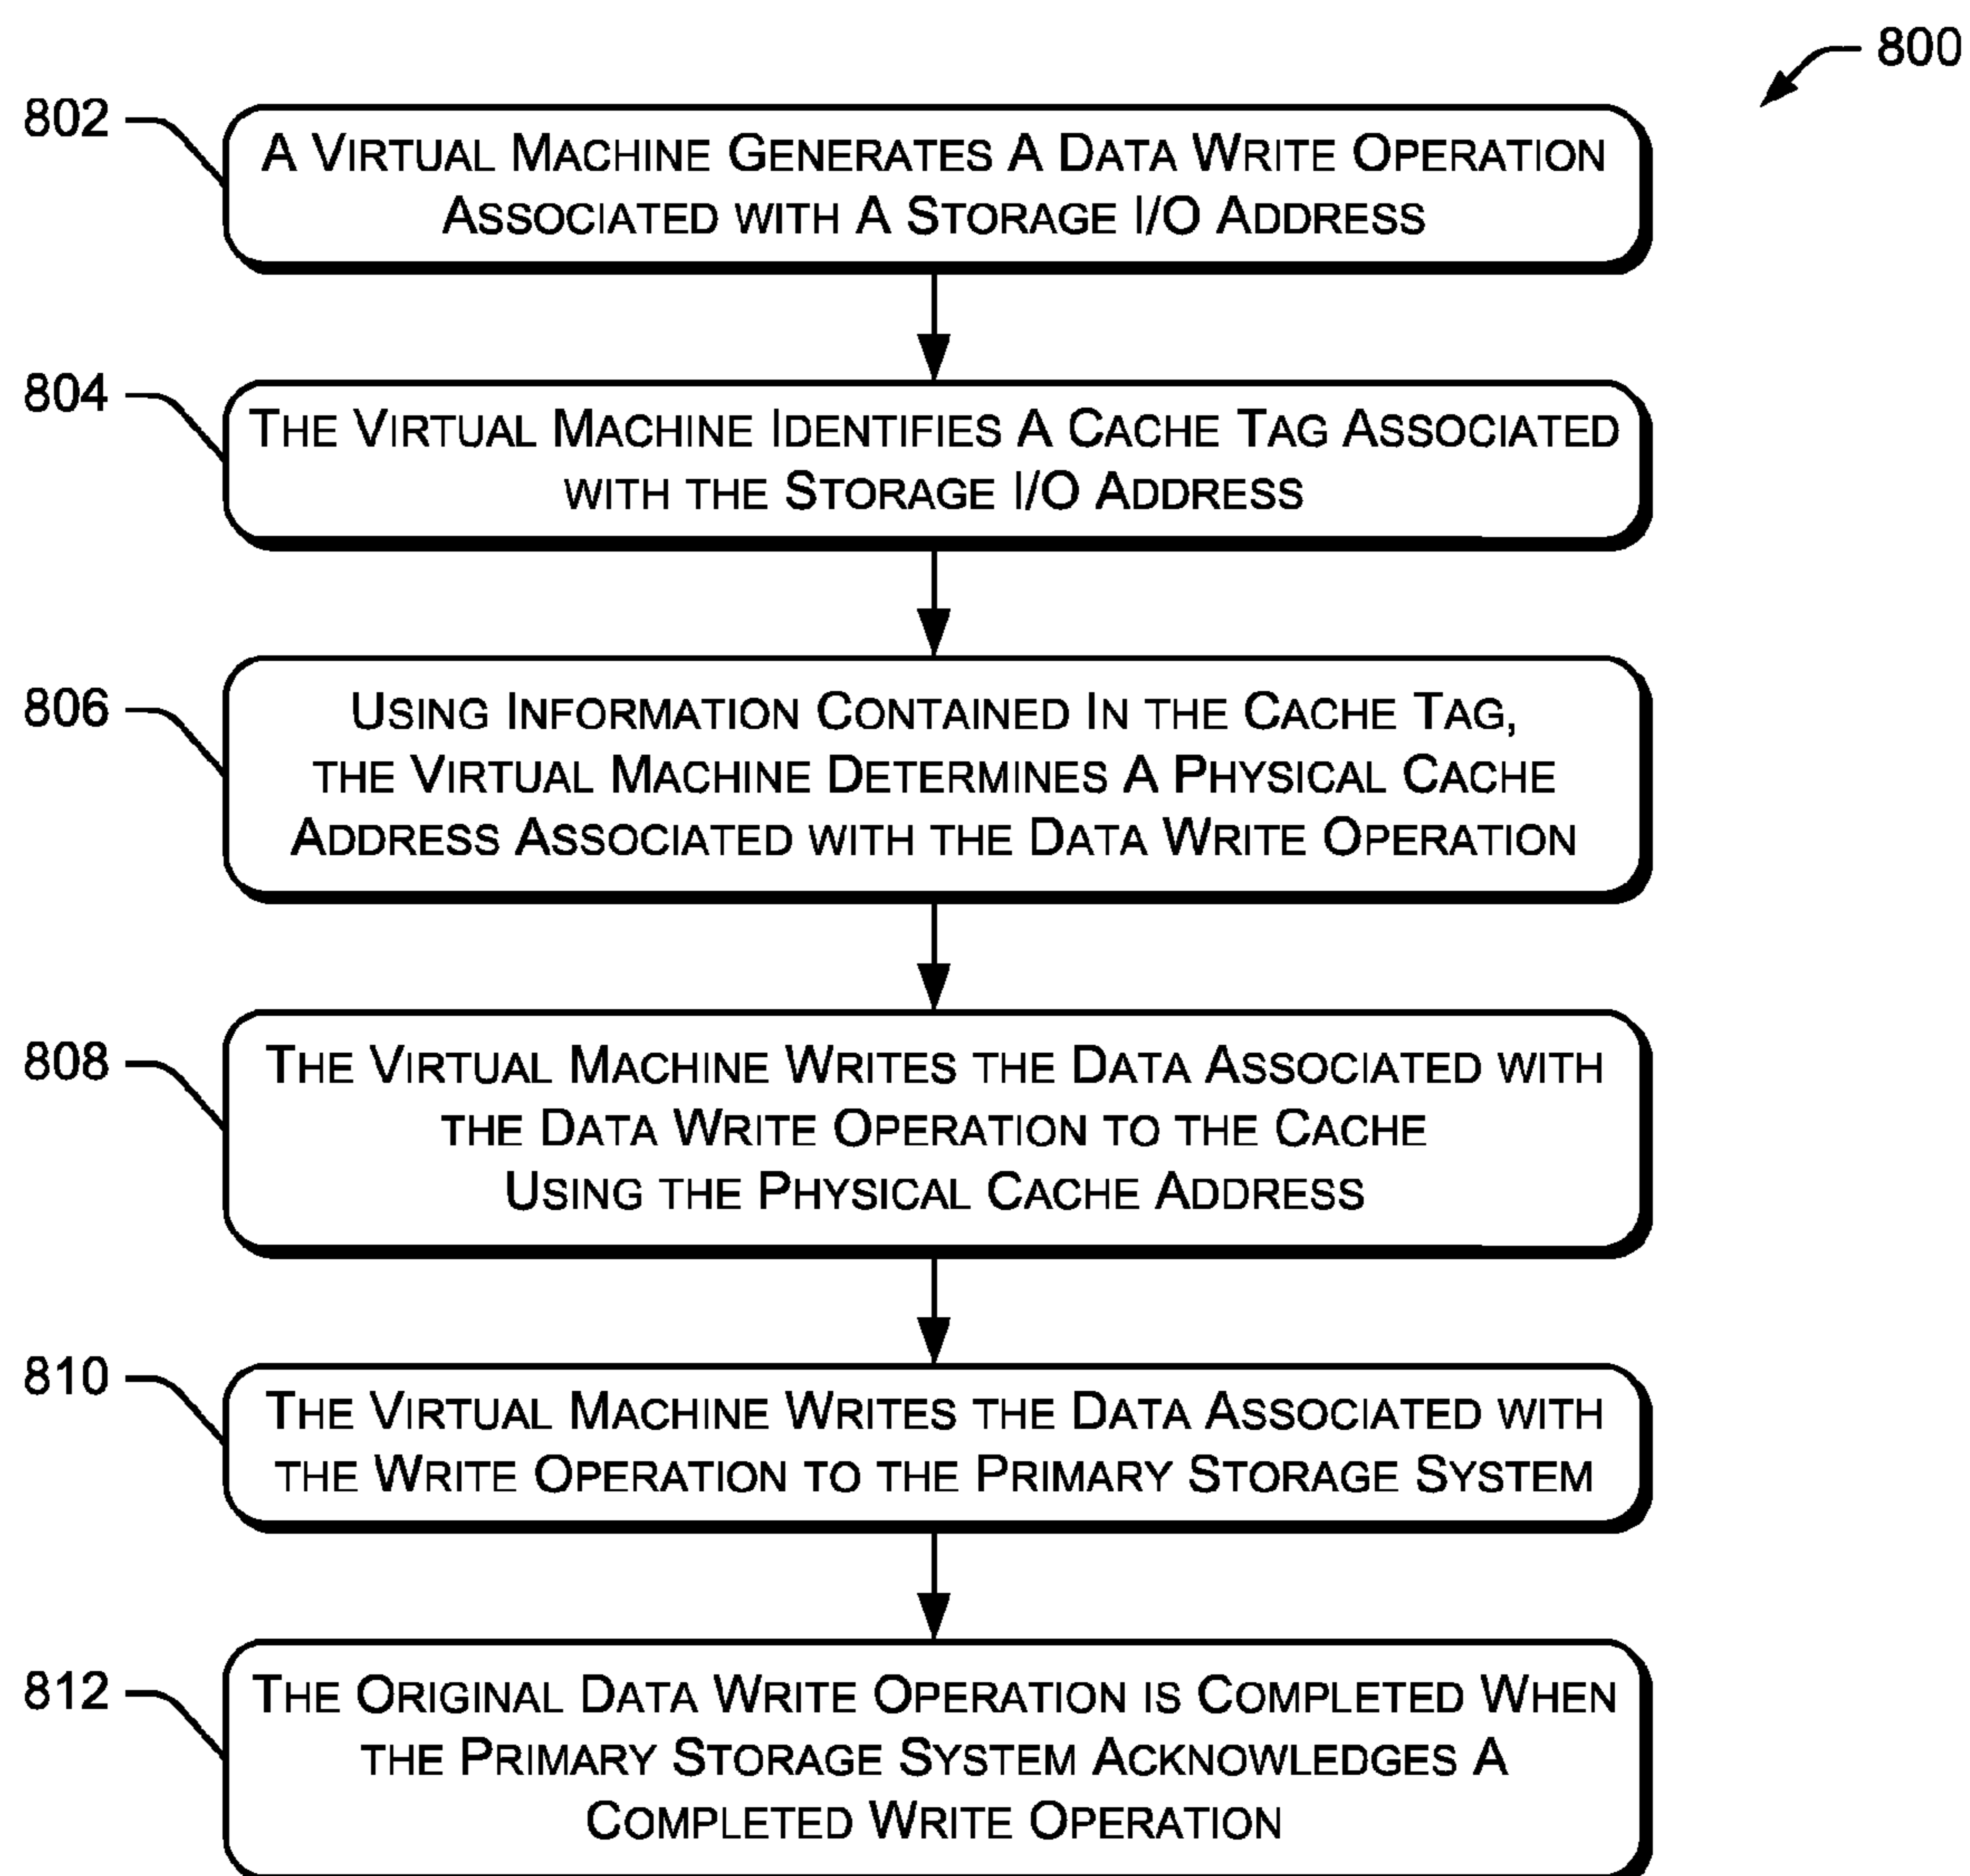 800
802
A Virtual Machine Generates A Data Write Operation
Associated with A Storage I/O Address
804
The Virtual Machine Identifies A Cache Tag Associated
with the Storage I/O Address
806
Using Information Contained In the Cache Tag,
the Virtual Machine Determines A Physical Cache
Address Associated with the Data Write Operation
808
The Virtual Machine Writes the Data Associated with
the Data Write Operation to the Cache
Using the Physical Cache Address
810
The Virtual Machine Writes the Data Associated with
the Write Operation to the Primary Storage System
812
The Original Data Write Operation is Completed When
the Primary Storage System Acknowledges A
Completed Write Operation